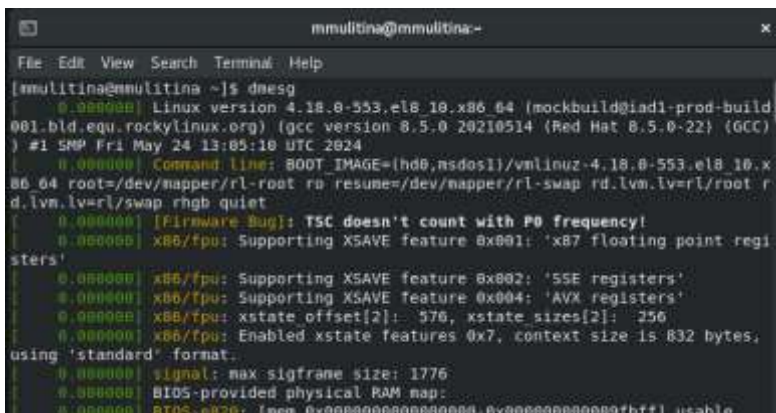 mmulitina@mmulitina:~
File Edit View Search Terminal Help
[mmulitina@mmulitina ~]$ dmesg
[    0.000000] Linux version 4.18.0-553.el8_10.x86_64 (mockbuild@iad1-prod-build
001.bld.equ.rockylinux.org) (gcc version 8.5.0 20210514 (Red Hat 8.5.0-22) (GCC)
) #1 SMP Fri May 24 13:05:10 UTC 2024
[    0.000000] Command line: BOOT_IMAGE=(hd0,msdos1)/vmlinuz-4.18.0-553.el8_10.x
86_64 root=/dev/mapper/rl-root ro resume=/dev/mapper/rl-swap rd.lvm.lv=rl/root r
d.lvm.lv=rl/swap rhgb quiet
[    0.000000] [Firmware Bug]: TSC doesn't count with P0 frequency!
[    0.000000] x86/fpu: Supporting XSAVE feature 0x001: 'x87 floating point regi
sters'
[    0.000000] x86/fpu: Supporting XSAVE feature 0x002: 'SSE registers'
[    0.000000] x86/fpu: Supporting XSAVE feature 0x004: 'AVX registers'
[    0.000000] x86/fpu: xstate_offset[2]:  576, xstate_sizes[2]:  256
[    0.000000] x86/fpu: Enabled xstate features 0x7, context size is 832 bytes,
using 'standard' format.
[    0.000000] signal: max sigframe size: 1776
[    0.000000] BIOS-provided physical RAM map:
[    0.000000] BIOS-e820: [mem 0x0000000000000000-0x000000000009fbff] usable